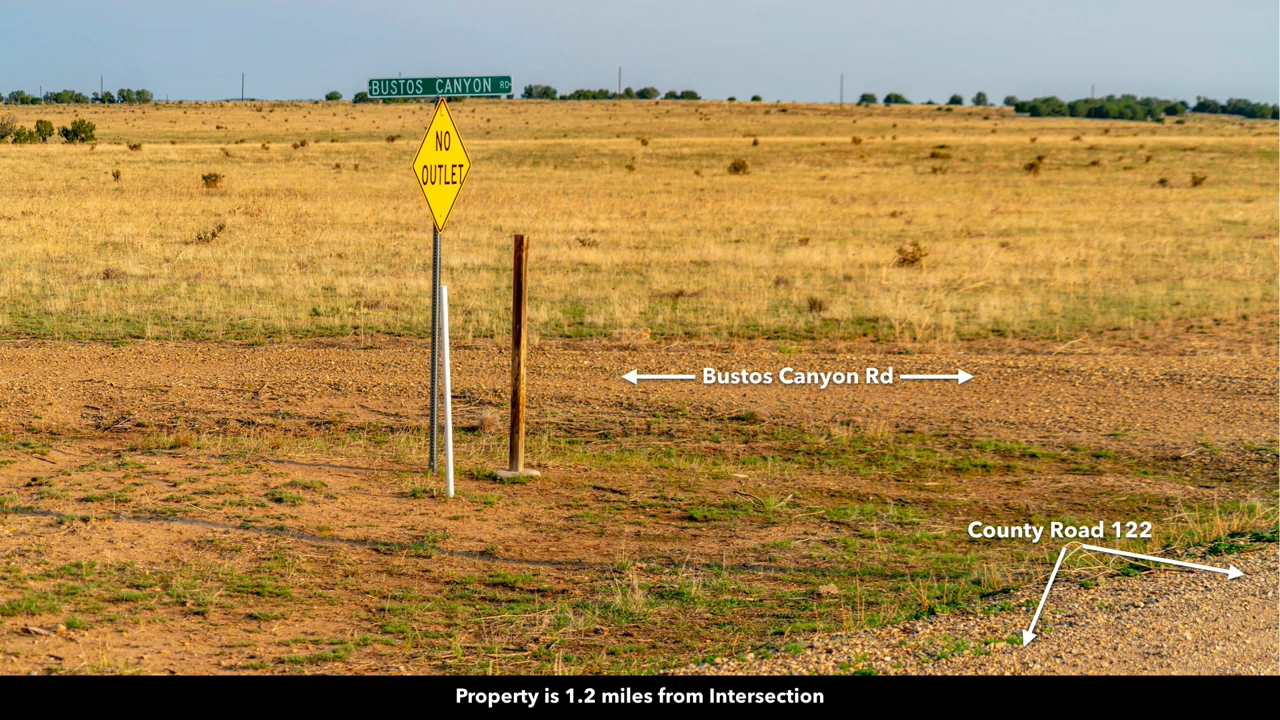 BUSTOS CANYON RD
NO
OUTLET
Bustos Canyon Rd
County Road 122
Property is 1.2 miles from Intersection